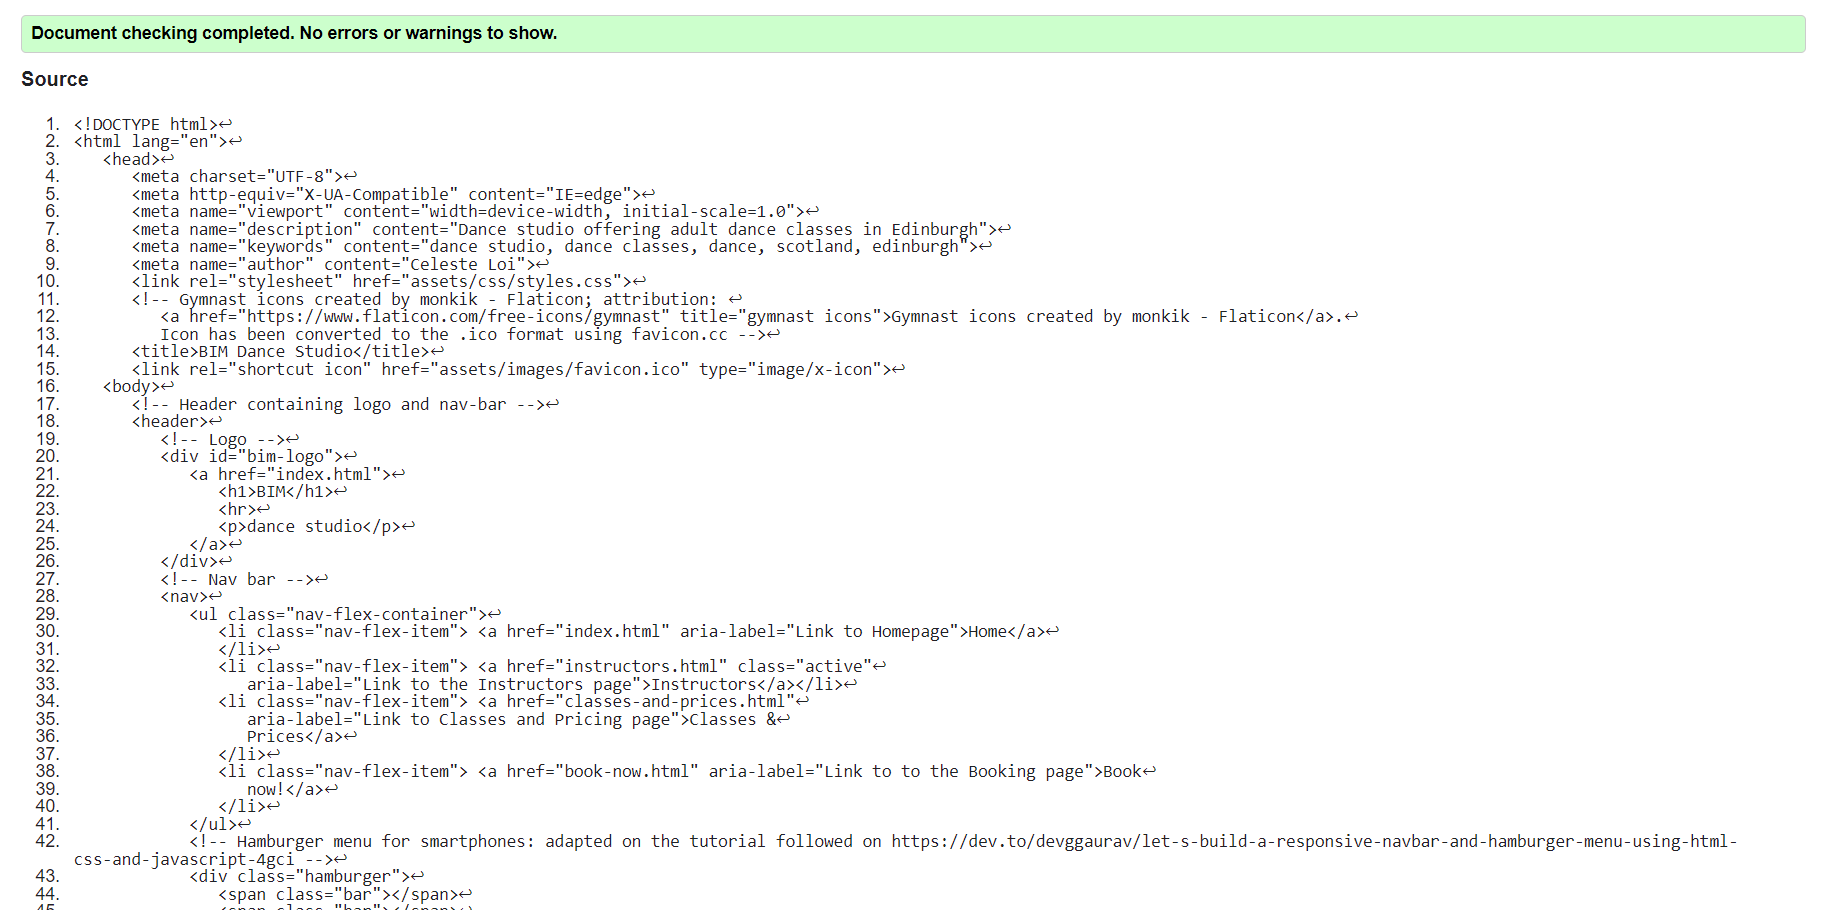 Document checking completed. No errors or warnings to show.
Source
1. <!DOCTYPE html>↩
2. <html lang="en">↩
3. <head>↩
4. <meta charset="UTF-8">↩
5. <meta http-equiv="X-UA-Compatible" content="IE=edge">↩
6. <meta name="viewport" content="width=device-width, initial-scale=1.0">↩
7. <meta name="description" content="Dance studio offering adult dance classes in Edinburgh">↩
8. <meta name="keywords" content="dance studio, dance classes, dance, scotland, edinburgh">↩
9. <meta name="author" content="Celeste Loi">↩
10. <link rel="stylesheet" href="assets/css/styles.css">↩
11. <!-- Gymnast icons created by monkik - Flaticon; attribution: ↩
12. <a href="https://www.flaticon.com/free-icons/gymnast" title="gymnast icons">Gymnast icons created by monkik - Flaticon</a>.↩
13. Icon has been converted to the .ico format using favicon.cc -->↩
14. <title>BIM Dance Studio</title>↩
15. <link rel="shortcut icon" href="assets/images/favicon.ico" type="image/x-icon">↩
16. <body>↩
17. <!-- Header containing logo and nav-bar -->↩
18. <header>↩
19. <!-- Logo -->↩
20. <div id="bim-logo">↩
21. <a href="index.html">↩
22. <h1>BIM</h1>↩
23. <hr>↩
24. <p>dance studio</p>↩
25. </a>↩
26. </div>↩
27. <!-- Nav bar -->↩
28. <nav>↩
29. <ul class="nav-flex-container">↩
30. <li class="nav-flex-item"> <a href="index.html" aria-label="Link to Homepage">Home</a>↩
31. </li>↩
32. <li class="nav-flex-item"> <a href="instructors.html" class="active"↩
33. aria-label="Link to the Instructors page">Instructors</a></li>↩
34. <li class="nav-flex-item"> <a href="classes-and-prices.html"↩
35. aria-label="Link to Classes and Pricing page">Classes &↩
36. Prices</a>↩
37. </li>↩
38. <li class="nav-flex-item"> <a href="book-now.html" aria-label="Link to to the Booking page">Book↩
39. now!</a>↩
40. </li>↩
41. </ul>↩
42. <!-- Hamburger menu for smartphones: adapted on the tutorial followed on https://dev.to/devggaurav/let-s-build-a-responsive-navbar-and-hamburger-menu-using-html-
css-and-javascript-4gci -->↩
43. <div class="hamburger">↩
44. <span class="bar"></span>↩